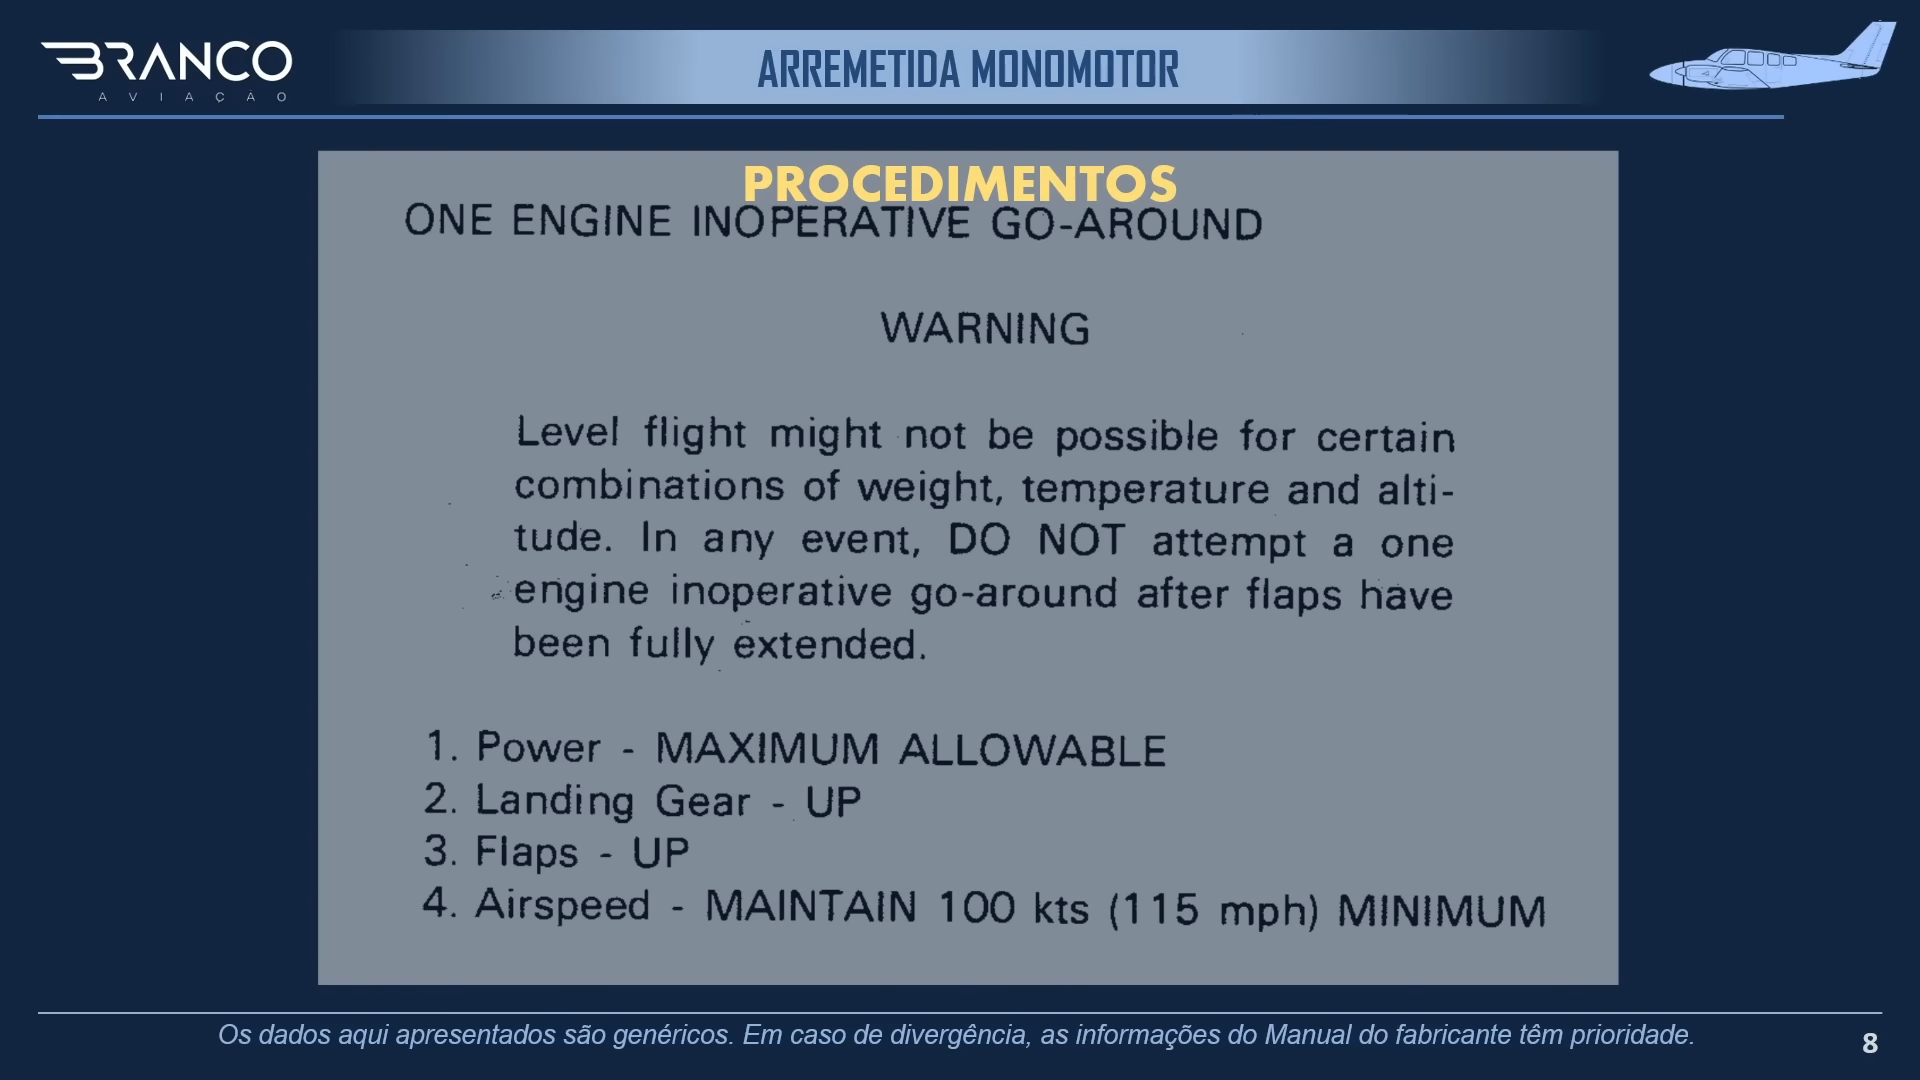 BRANCO
AVIAÇÃO
ARREMETIDA MONOMOTOR
PROCEDIMENTOS
ONE ENGINE INOPERATIVE GO-AROUND
WARNING
Level flight might not be possible for certain
combinations of weight, temperature and alti-
tude. In any event, DO NOT attempt a one
engine inoperative go-around after flaps have
been fully extended.
1. Power - MAXIMUM ALLOWABLE
2. Landing Gear - UP
3. Flaps - UP
4. Airspeed - MAINTAIN 100 kts (115 mph) MINIMUM
Os dados aqui apresentados são genéricos. Em caso de divergência, as informações do Manual do fabricante têm prioridade.
8